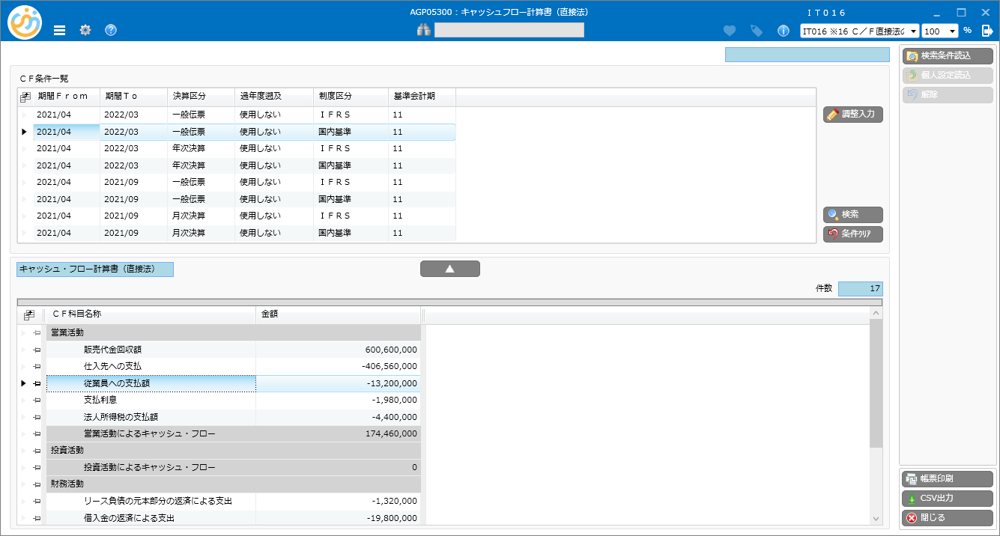 AGP05300：キャッシュフロー計算書（直接法）
ＩＴ０１６
IT016 ※16 Ｃ／Ｆ直接法の
100
%
検索条件読込
個人設定読込
解除
ＣＦ条件一覧
期間Ｆｒｏｍ 期間Ｔｏ 決算区分 過年度遡及 制度区分 基準会計期
2021/04 2022/03 一般伝票 使用しない ＩＦＲＳ 11
2021/04 2022/03 一般伝票 使用しない 国内基準 11
2021/04 2022/03 年次決算 使用しない ＩＦＲＳ 11
2021/04 2022/03 年次決算 使用しない 国内基準 11
2021/04 2021/09 一般伝票 使用しない ＩＦＲＳ 11
2021/04 2021/09 一般伝票 使用しない 国内基準 11
2021/04 2021/09 月次決算 使用しない ＩＦＲＳ 11
2021/04 2021/09 月次決算 使用しない 国内基準 11
調整入力
検索
条件ｸﾘｱ
キャッシュ・フロー計算書（直接法）
件数 17
ＣＦ科目名称 金額
営業活動
販売代金回収額 600,600,000
仕入先への支払 -406,560,000
従業員への支払額 -13,200,000
支払利息 -1,980,000
法人所得税の支払額 -4,400,000
営業活動によるキャッシュ・フロー 174,460,000
投資活動
投資活動によるキャッシュ・フロー 0
財務活動
リース負債の元本部分の返済による支出 -1,320,000
借入金の返済による支出 -19,800,000
帳票印刷
CSV出力
閉じる